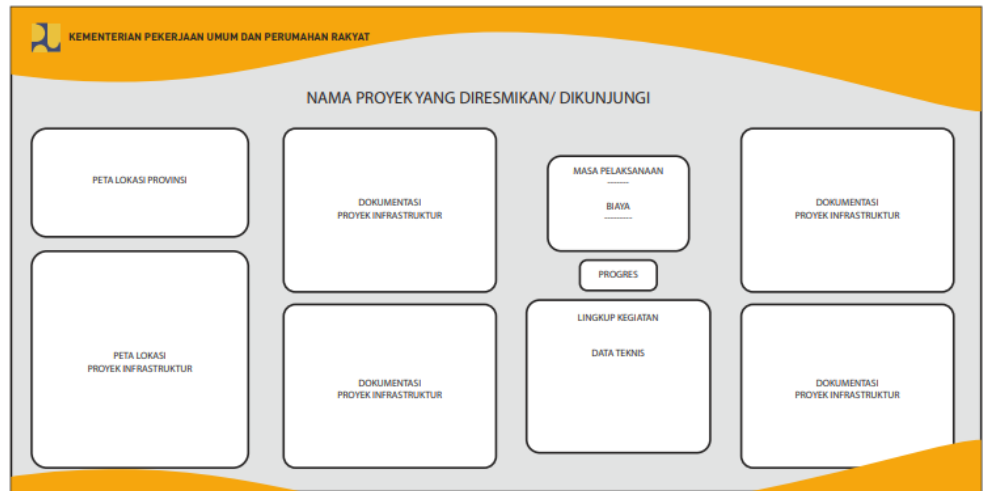 KEMENTERIAN PEKERJAAN UMUM DAN PERUMAHAN RAKYAT
NAMA PROYEK YANG DIRESMIKAN/ DIKUNJUNGI
PETA LOKASI PROVINSI
PETA LOKASI
PROYEK INFRASTRUKTUR
DOKUMENTASI
PROYEK INFRASTRUKTUR
DOKUMENTASI
PROYEK INFRASTRUKTUR
MASA PELAKSANAAN
-------
BIAYA
---------
PROGRES
LINGKUP KEGIATAN
DATA TEKNIS
DOKUMENTASI
PROYEK INFRASTRUKTUR
DOKUMENTASI
PROYEK INFRASTRUKTUR